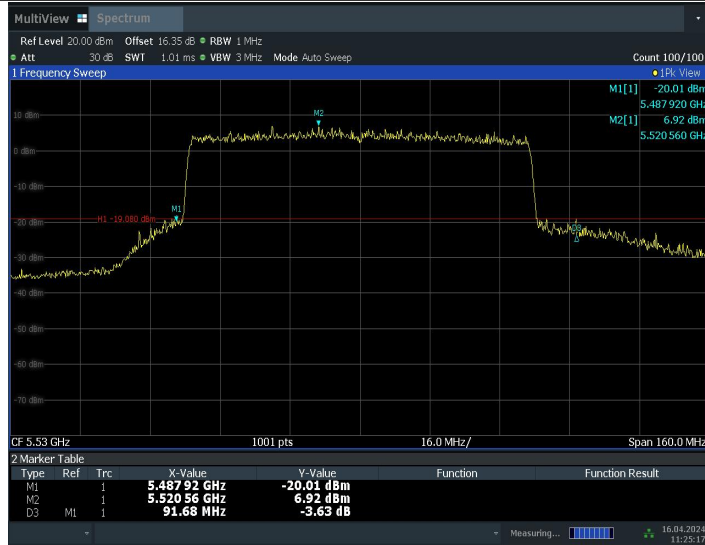 MultiView Spectrum
Ref Level 20.00 dBm Offset 16.35 dB RBW 1 MHz
Att 30 dB SWT 1.01 ms VBW 3 MHz Mode Auto Sweep Count 100/100
1 Frequency Sweep 1Pk View
M1[1] -20.01 dBm
5.487 920 GHz
M2[1] 6.92 dBm
5.520 560 GHz
10 dBm
M2
0 dBm
-10 dBm
M1
H1 -19.080 dBm
-20 dBm
D3
-30 dBm
-40 dBm
-50 dBm
-60 dBm
-70 dBm
CF 5.53 GHz 1001 pts 16.0 MHz/ Span 160.0 MHz
2 Marker Table
Type Ref Trc X-Value Y-Value Function Function Result
M1 1 5.487 92 GHz -20.01 dBm
M2 1 5.520 56 GHz 6.92 dBm
D3 M1 1 91.68 MHz -3.63 dB
Measuring... 16.04.2024
11:25:17